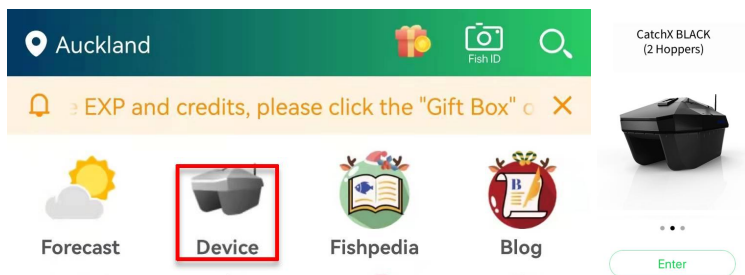 Auckland
Fish ID
EXP and credits, please click the "Gift Box"
Forecast
Device
Fishpedia
B
Blog
CatchX BLACK
(2 Hoppers)
Enter